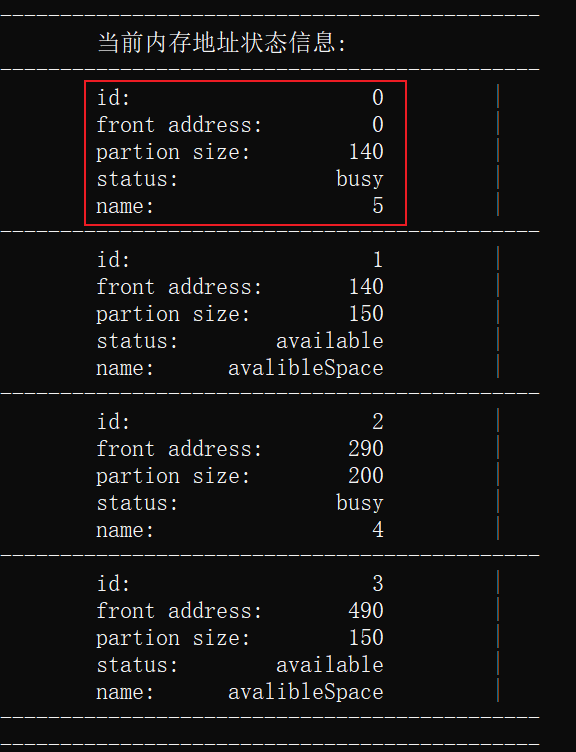 当前内存地址状态信息:
id: 0
front address: 0
partion size: 140
status: busy
name: 5
id: 1
front address: 140
partion size: 150
status: available
name: avalibleSpace
id: 2
front address: 290
partion size: 200
status: busy
name: 4
id: 3
front address: 490
partion size: 150
status: available
name: avalibleSpace